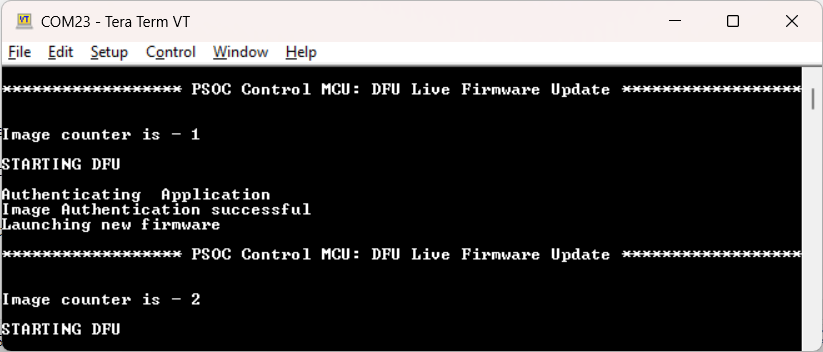 COM23 - Tera Term VT
File Edit Setup Control Window Help
****************** PSOC Control MCU: DFU Live Firmware Update ******************
Image counter is - 1
STARTING DFU
Authenticating  Application
Image Authentication successful
Launching new firmware
****************** PSOC Control MCU: DFU Live Firmware Update ******************
Image counter is - 2
STARTING DFU